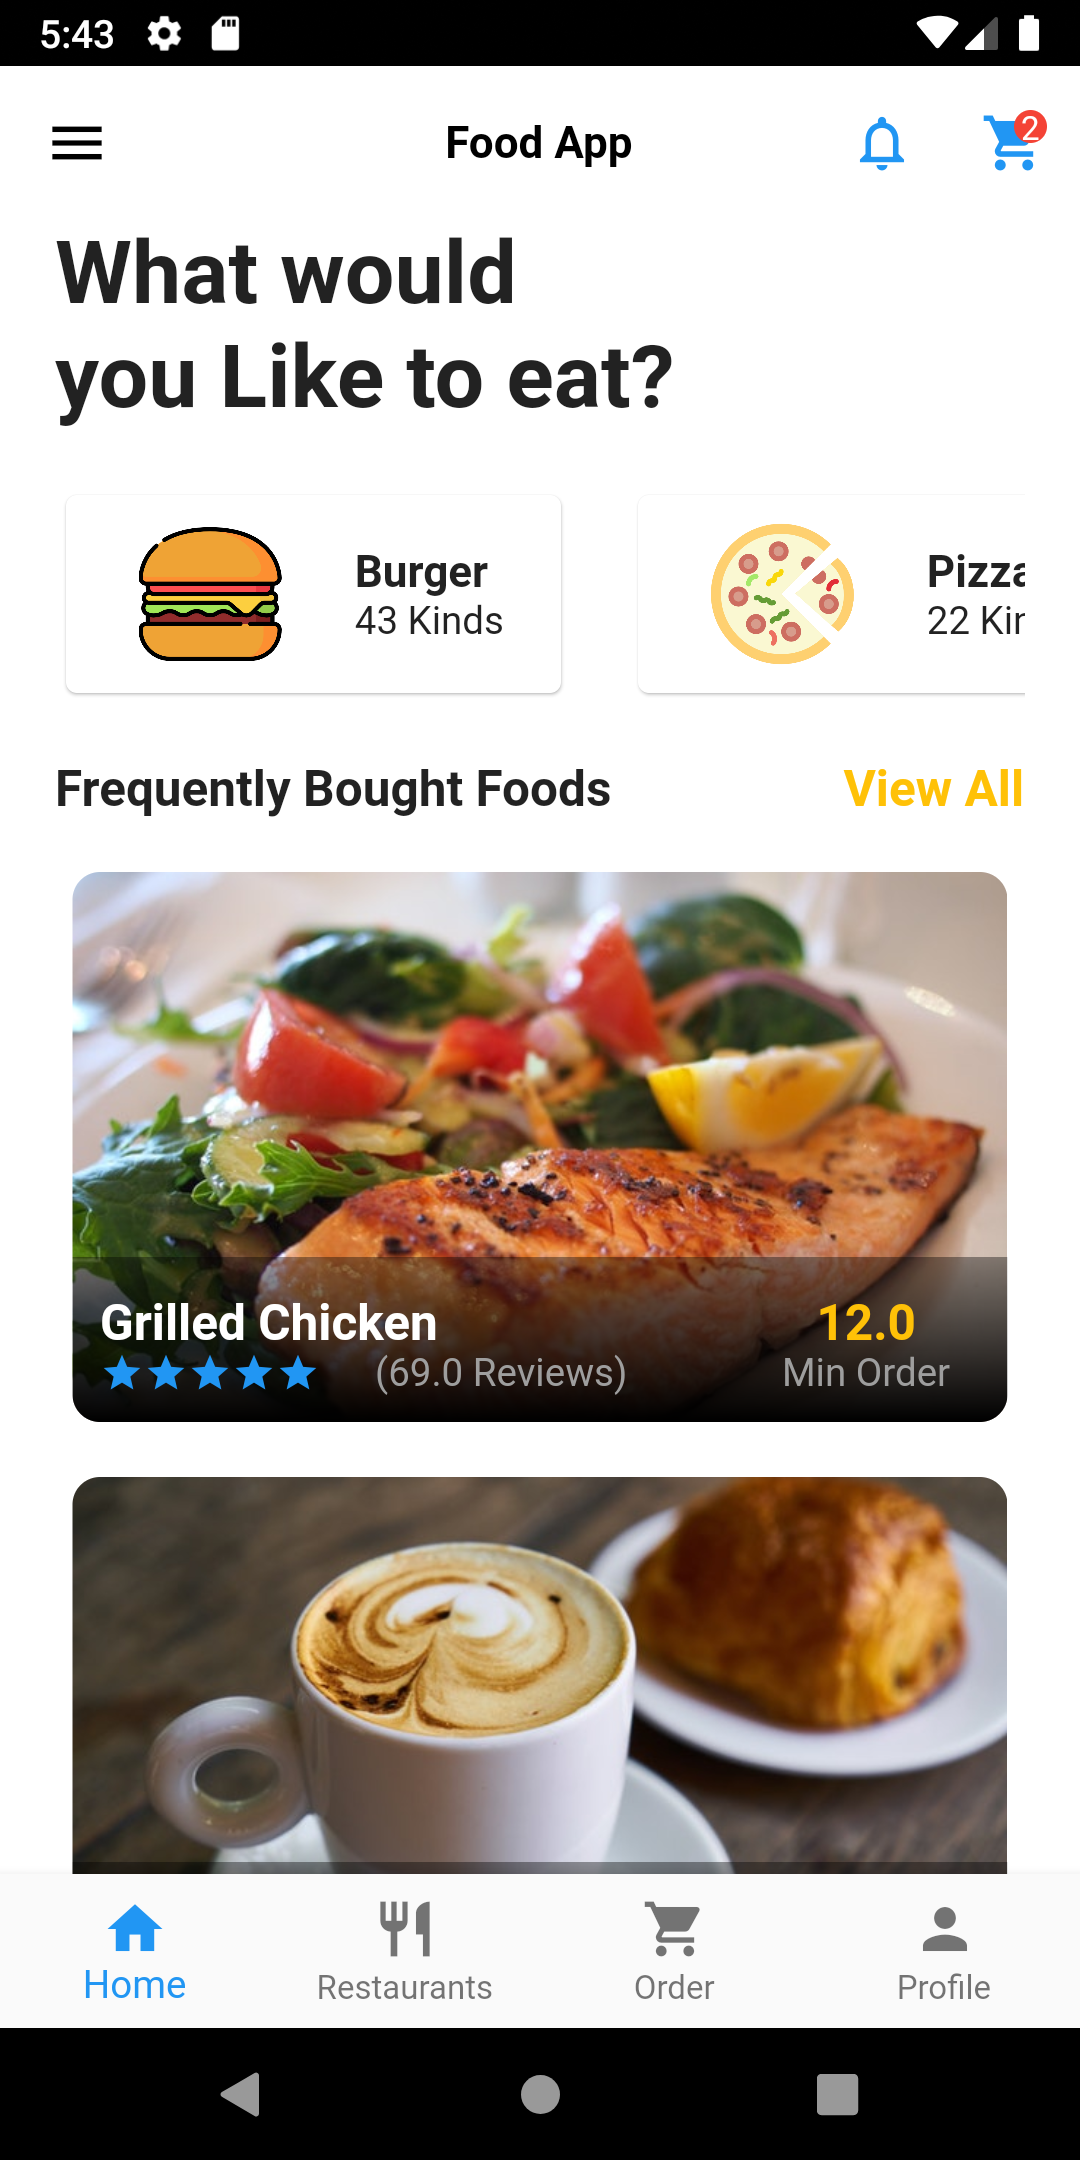 5:43
Food App
2
What would
you Like to eat?
Burger
43 Kinds
Pizza
22 Kin
Frequently Bought Foods
View All
Grilled Chicken
12.0
(69.0 Reviews)
Min Order
Home
Restaurants
Order
Profile